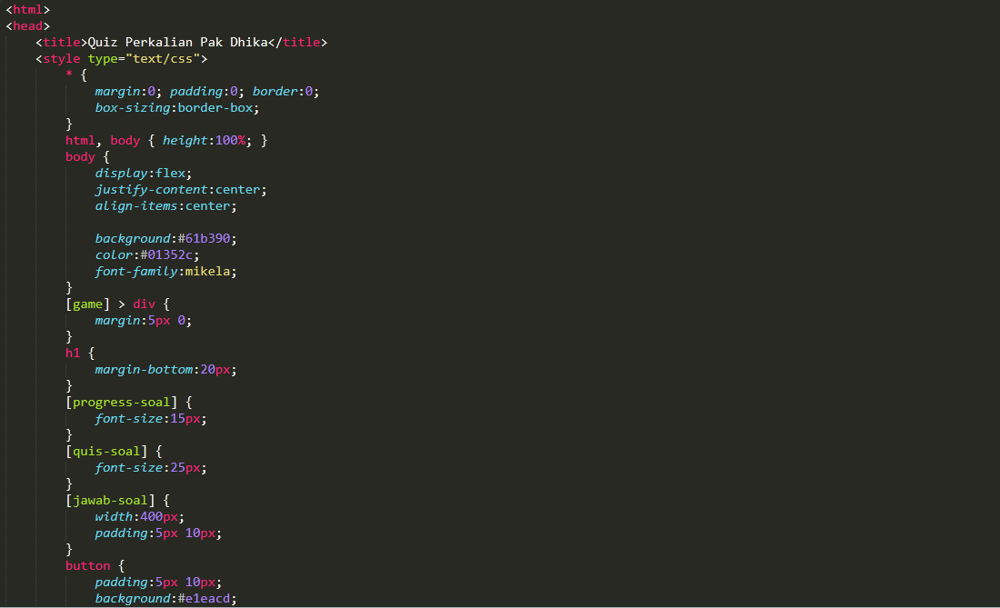 <html>
<head>
    <title>Quiz Perkalian Pak Dhika</title>
    <style type="text/css">
        * {
            margin:0; padding:0; border:0;
            box-sizing:border-box;
        }
        html, body { height:100%; }
        body {
            display:flex;
            justify-content:center;
            align-items:center;

            background:#61b390;
            color:#01352c;
            font-family:mikela;
        }
        [game] > div {
            margin:5px 0;
        }
        h1 {
            margin-bottom:20px;
        }
        [progress-soal] {
            font-size:15px;
        }
        [quis-soal] {
            font-size:25px;
        }
        [jawab-soal] {
            width:400px;
            padding:5px 10px;
        }
        button {
            padding:5px 10px;
            background:#e1eacd;